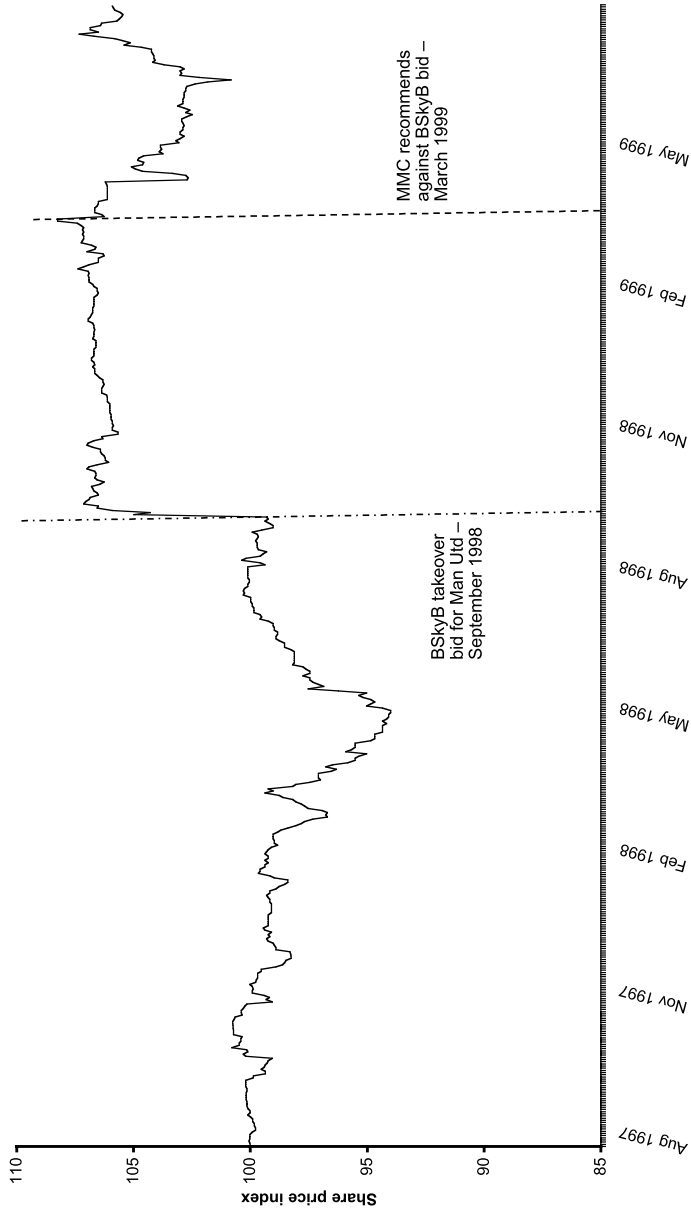 Share price index
110
105
100
95
90
85
Aug 1997
Nov 1997
Feb 1998
May 1998
Aug 1998
Nov 1998
Feb 1999
May 1999
BSkyB takeover
bid for Man Utd –
September 1998
MMC recommends
against BSkyB bid –
March 1999